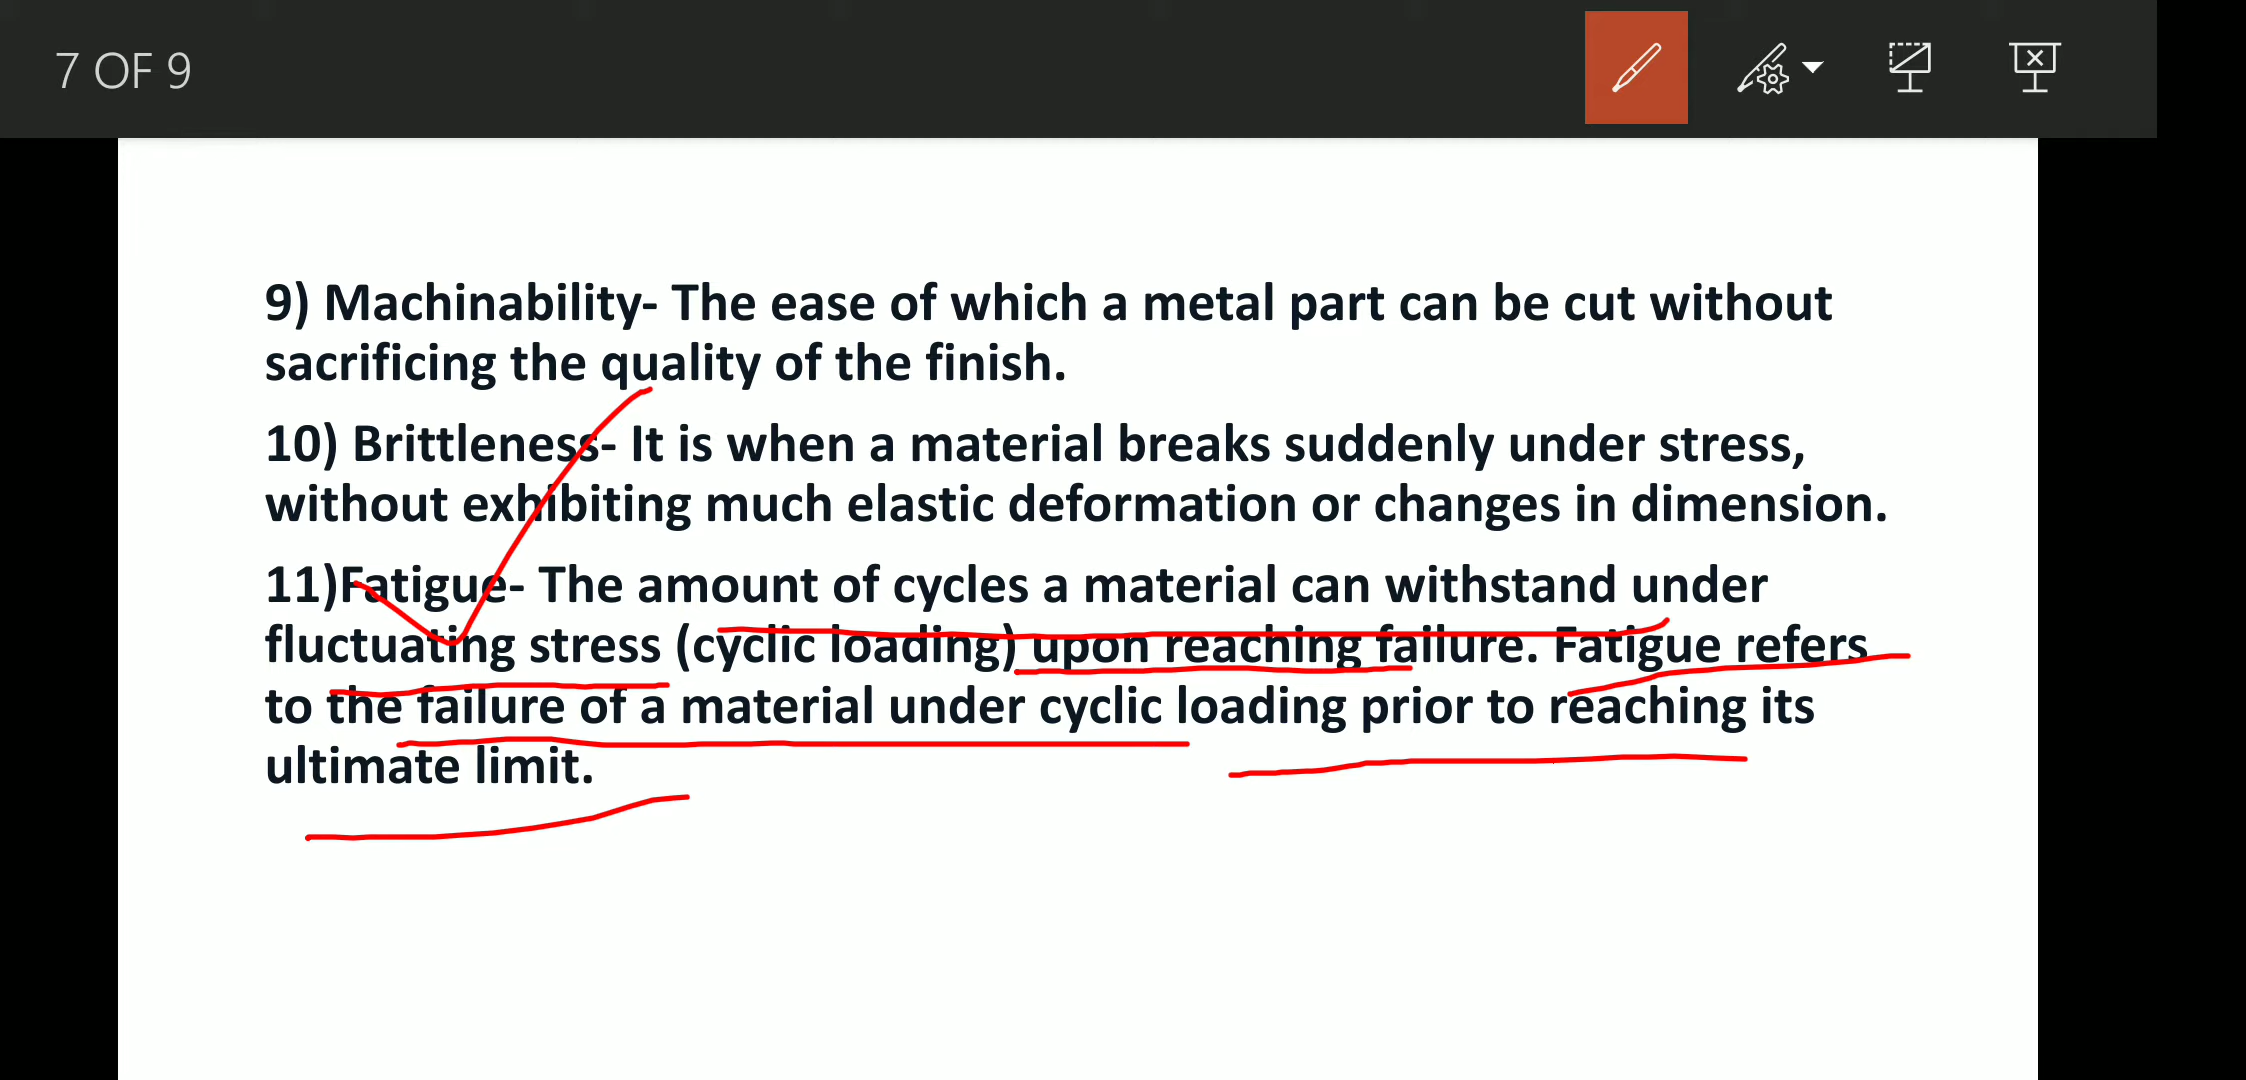 7 OF 9
9) Machinability- The ease of which a metal part can be cut without
sacrificing the quality of the finish.
10) Brittleness- It is when a material breaks suddenly under stress,
without exhibiting much elastic deformation or changes in dimension.
11)Fatigue- The amount of cycles a material can withstand under
fluctuating stress (cyclic loading) upon reaching failure. Fatigue refers
to the failure of a material under cyclic loading prior to reaching its
ultimate limit.